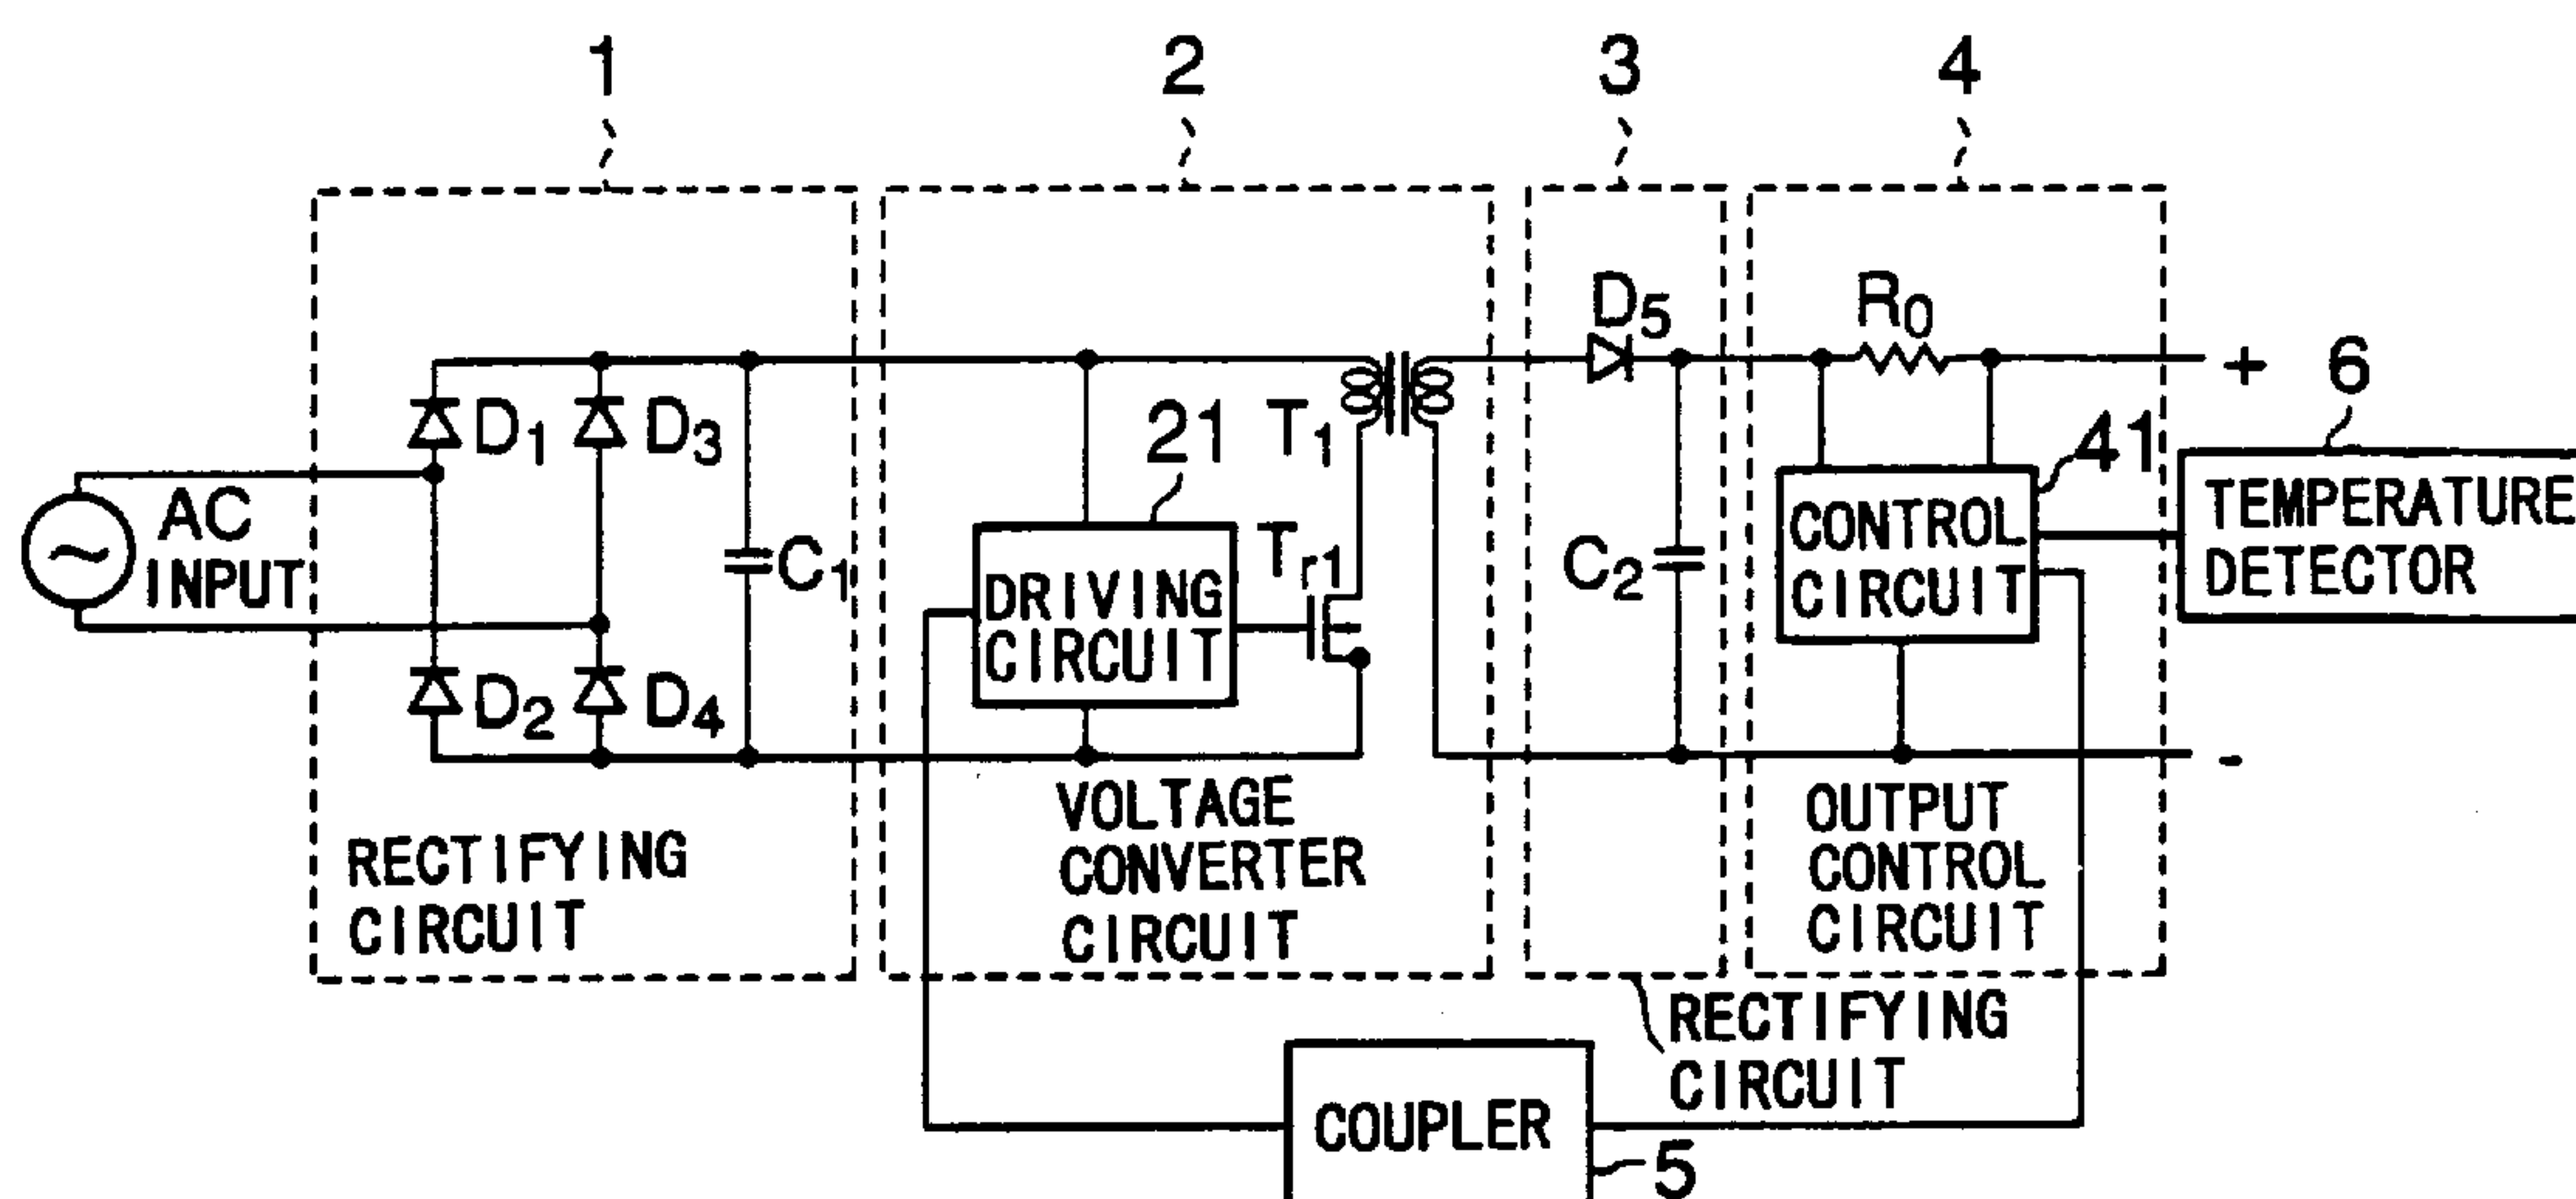 1
2
3
4
D1
D3
D2
D4
C1
AC
INPUT
RECTIFYING
CIRCUIT
21
T1
Tr1
DRIVING
CIRCUIT
VOLTAGE
CONVERTER
CIRCUIT
D5
C2
R0
+
6
41
CONTROL
CIRCUIT
TEMPERATURE
DETECTOR
-
OUTPUT
CONTROL
CIRCUIT
RECTIFYING
CIRCUIT
COUPLER
5